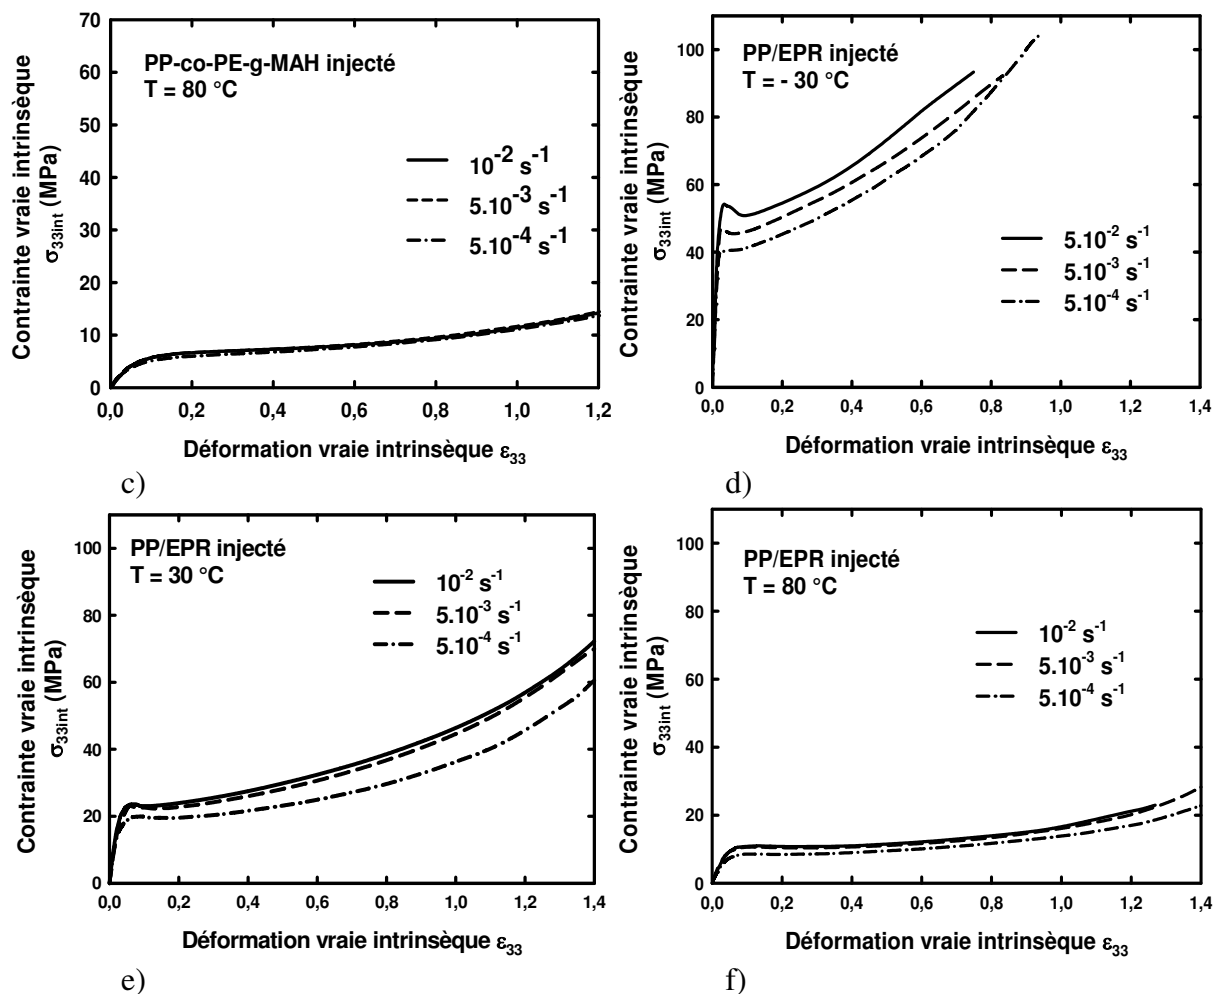 PP-co-PE-g-MAH injecté
T = 80 °C
10⁻² s⁻¹
5.10⁻³ s⁻¹
5.10⁻⁴ s⁻¹
Contrainte vraie intrinsèque
σ33int (MPa)
70
60
50
40
30
20
10
0
0,0 0,2 0,4 0,6 0,8 1,0 1,2
Déformation vraie intrinsèque ε33
c)
PP/EPR injecté
T = - 30 °C
5.10⁻² s⁻¹
5.10⁻³ s⁻¹
5.10⁻⁴ s⁻¹
Contrainte vraie intrinsèque
σ33int (MPa)
100
80
60
40
20
0
0,0 0,2 0,4 0,6 0,8 1,0 1,2 1,4
Déformation vraie intrinsèque ε33
d)
PP/EPR injecté
T = 30 °C
10⁻² s⁻¹
5.10⁻³ s⁻¹
5.10⁻⁴ s⁻¹
Contrainte vraie intrinsèque
σ33int (MPa)
100
80
60
40
20
0
0,0 0,2 0,4 0,6 0,8 1,0 1,2 1,4
Déformation vraie intrinsèque ε33
e)
PP/EPR injecté
T = 80 °C
10⁻² s⁻¹
5.10⁻³ s⁻¹
5.10⁻⁴ s⁻¹
Contrainte vraie intrinsèque
σ33int (MPa)
100
80
60
40
20
0
0,0 0,2 0,4 0,6 0,8 1,0 1,2 1,4
Déformation vraie intrinsèque ε33
f)